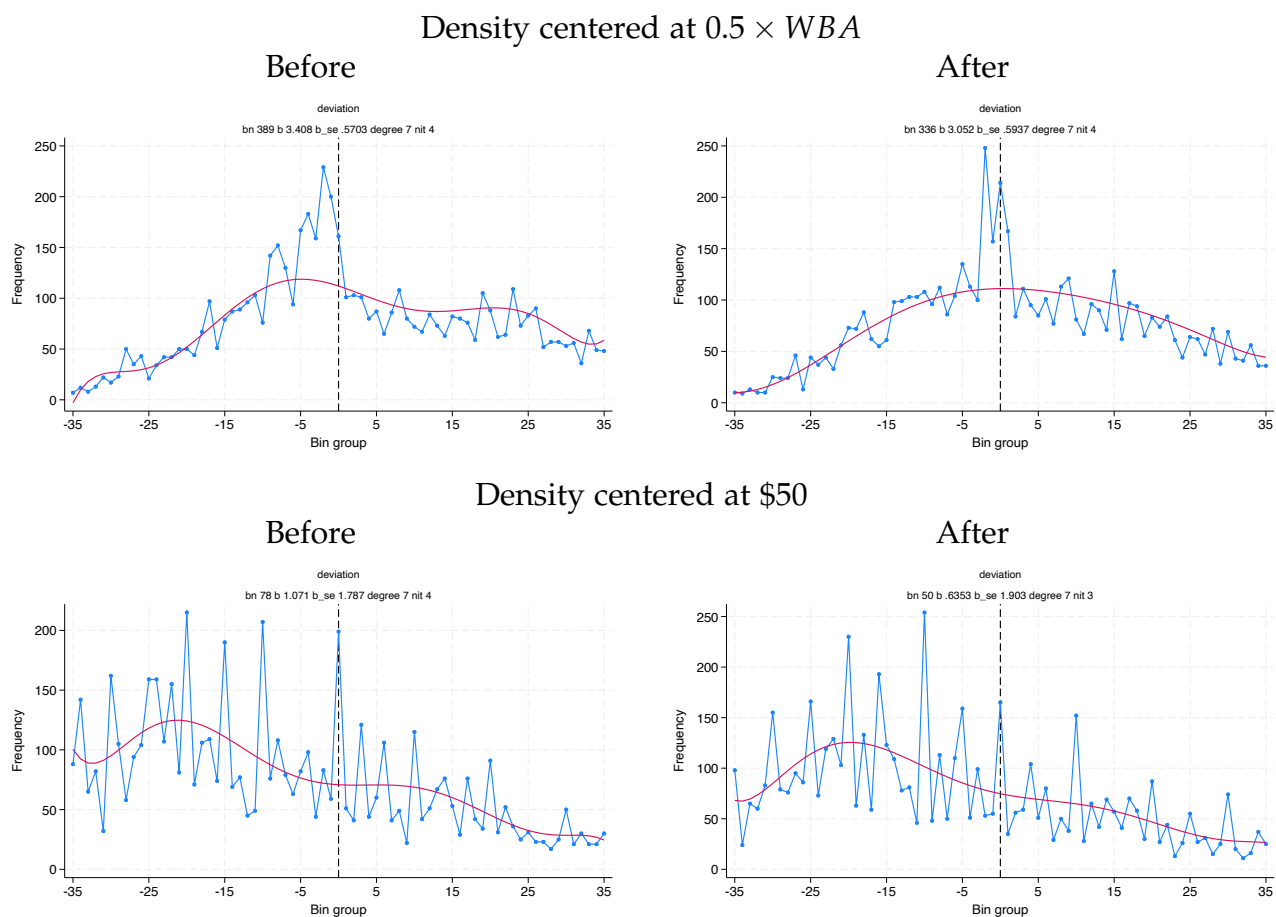 Density centered at 0.5 × WBA
Before
After
deviation
bn 389 b 3.408 b_se .5703 degree 7 nit 4
250
200
150
100
50
0
Frequency
-35 -25 -15 -5 5 15 25 35
Bin group
deviation
bn 336 b 3.052 b_se .5937 degree 7 nit 4
250
200
150
100
50
0
Frequency
-35 -25 -15 -5 5 15 25 35
Bin group
Density centered at $50
Before
After
deviation
bn 78 b 1.071 b_se 1.787 degree 7 nit 4
200
150
100
50
0
Frequency
-35 -25 -15 -5 5 15 25 35
Bin group
deviation
bn 50 b .6353 b_se 1.903 degree 7 nit 3
250
200
150
100
50
0
Frequency
-35 -25 -15 -5 5 15 25 35
Bin group